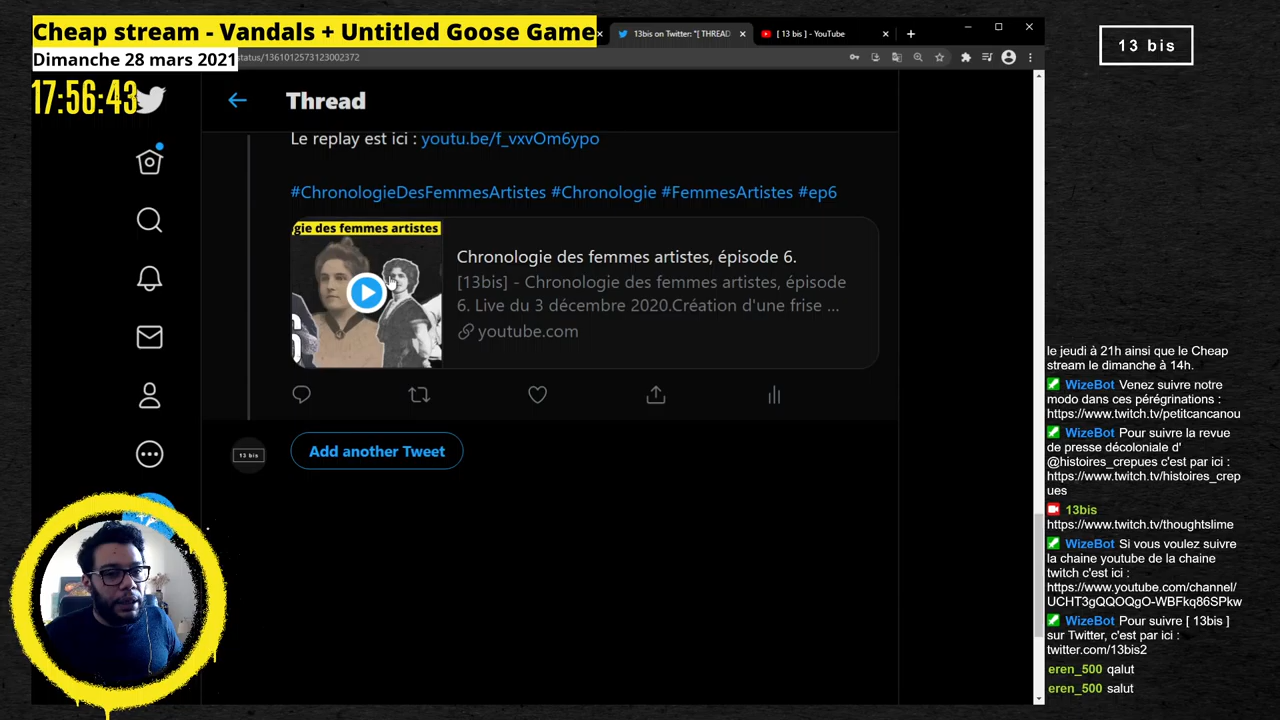 Cheap stream - Vandals + Untitled Goose Game
Dimanche 28 mars 2021
17:56:43
13bis on Twitter: "[ THREAD
[ 13 bis ] - YouTube
status/1361012573123002372
13 bis
Thread
Le replay est ici : youtu.be/f_vxvOm6ypo
#ChronologieDesFemmesArtistes #Chronologie #FemmesArtistes #ep6
gie des femmes artistes
Chronologie des femmes artistes, épisode 6.
[13bis] - Chronologie des femmes artistes, épisode
6. Live du 3 décembre 2020.Création d'une frise ...
youtube.com
13 bis
Add another Tweet
le jeudi à 21h ainsi que le Cheap
stream le dimanche à 14h.
WizeBot Venez suivre notre
modo dans ces pérégrinations :
https://www.twitch.tv/petitcancanou
WizeBot Pour suivre la revue
de presse décoloniale d'
@histoires_crepues c'est par ici :
https://www.twitch.tv/histoires_crep
ues
13bis
https://www.twitch.tv/thoughtslime
WizeBot Si vous voulez suivre
la chaine youtube de la chaine
twitch c'est ici :
https://www.youtube.com/channel/
UCHT3gQQOQgO-WBFkq86SPkw
WizeBot Pour suivre [ 13bis ]
sur Twitter, c'est par ici :
twitter.com/13bis2
eren_500 qalut
eren_500 salut